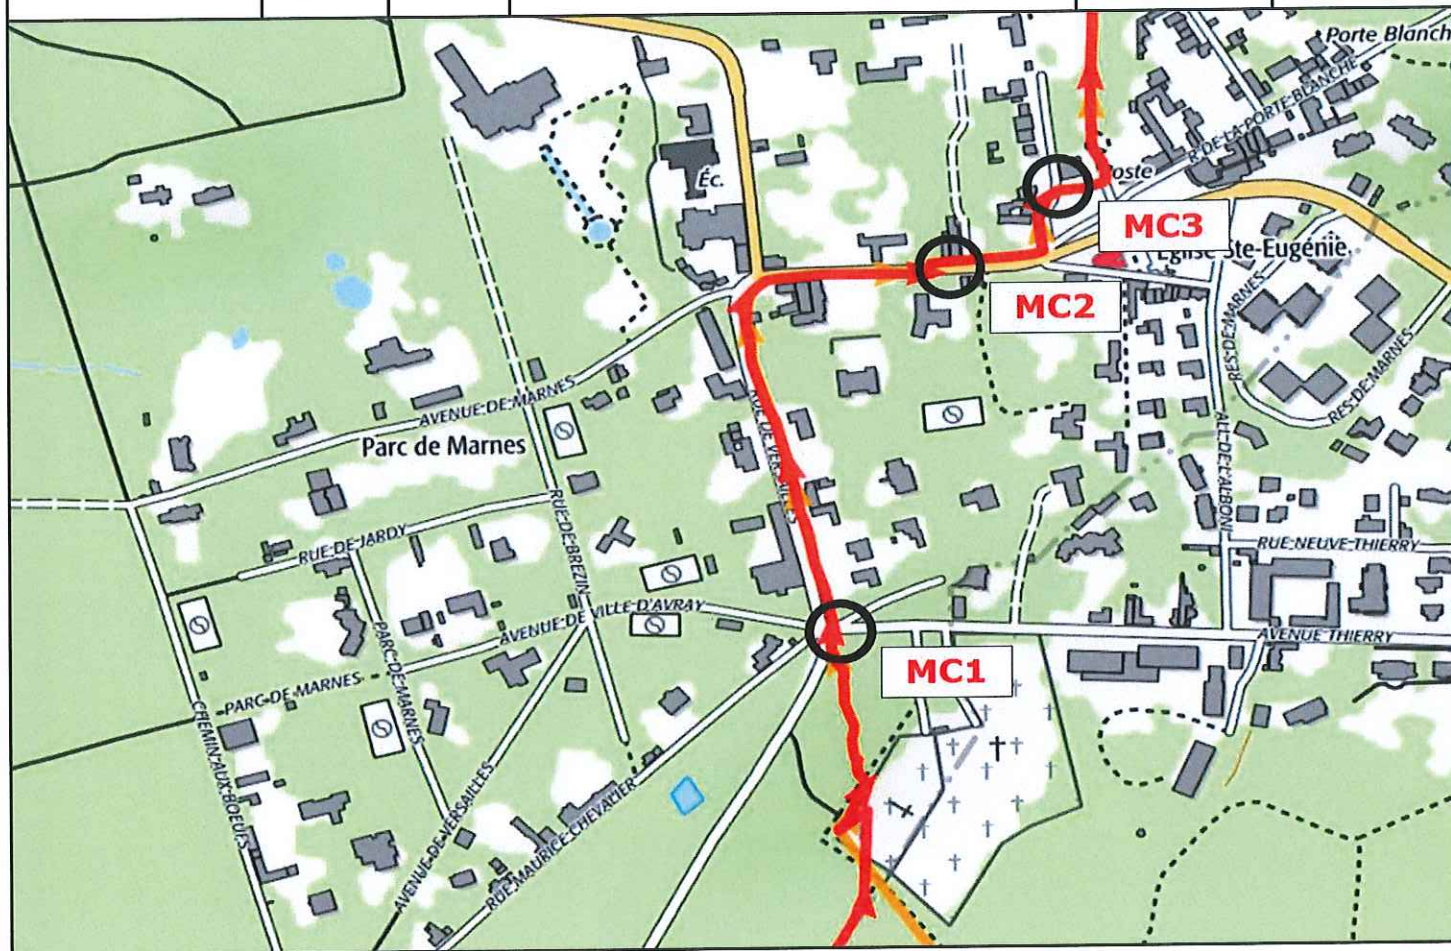 Porte Blanch
R-DE-LA-PORTE-BLANCHE
Éc.
Poste
MC3
Église Ste-Eugénie
MC2
RES-DE-MARNES
RES-DE-MARNES
AVENUE-DE-MARNES
Parc de Marnes
RUE DE VERSAILLES
ALL-DE-L'ALBONI
RUE-DE-JARDY
RUE-DE-BREZIN
RUE-NEUVE-THIERRY
AVENUE-DE-VILLE-D'AVRAY
AVENUE THIERRY
MC1
PARC-DE-MARNES
PARC-DE-MARNES
CHEMIN-AUX-BOEUFS
AVENUE-DE-VERSAILLES
RUE-MAURICE-CHEVALIER